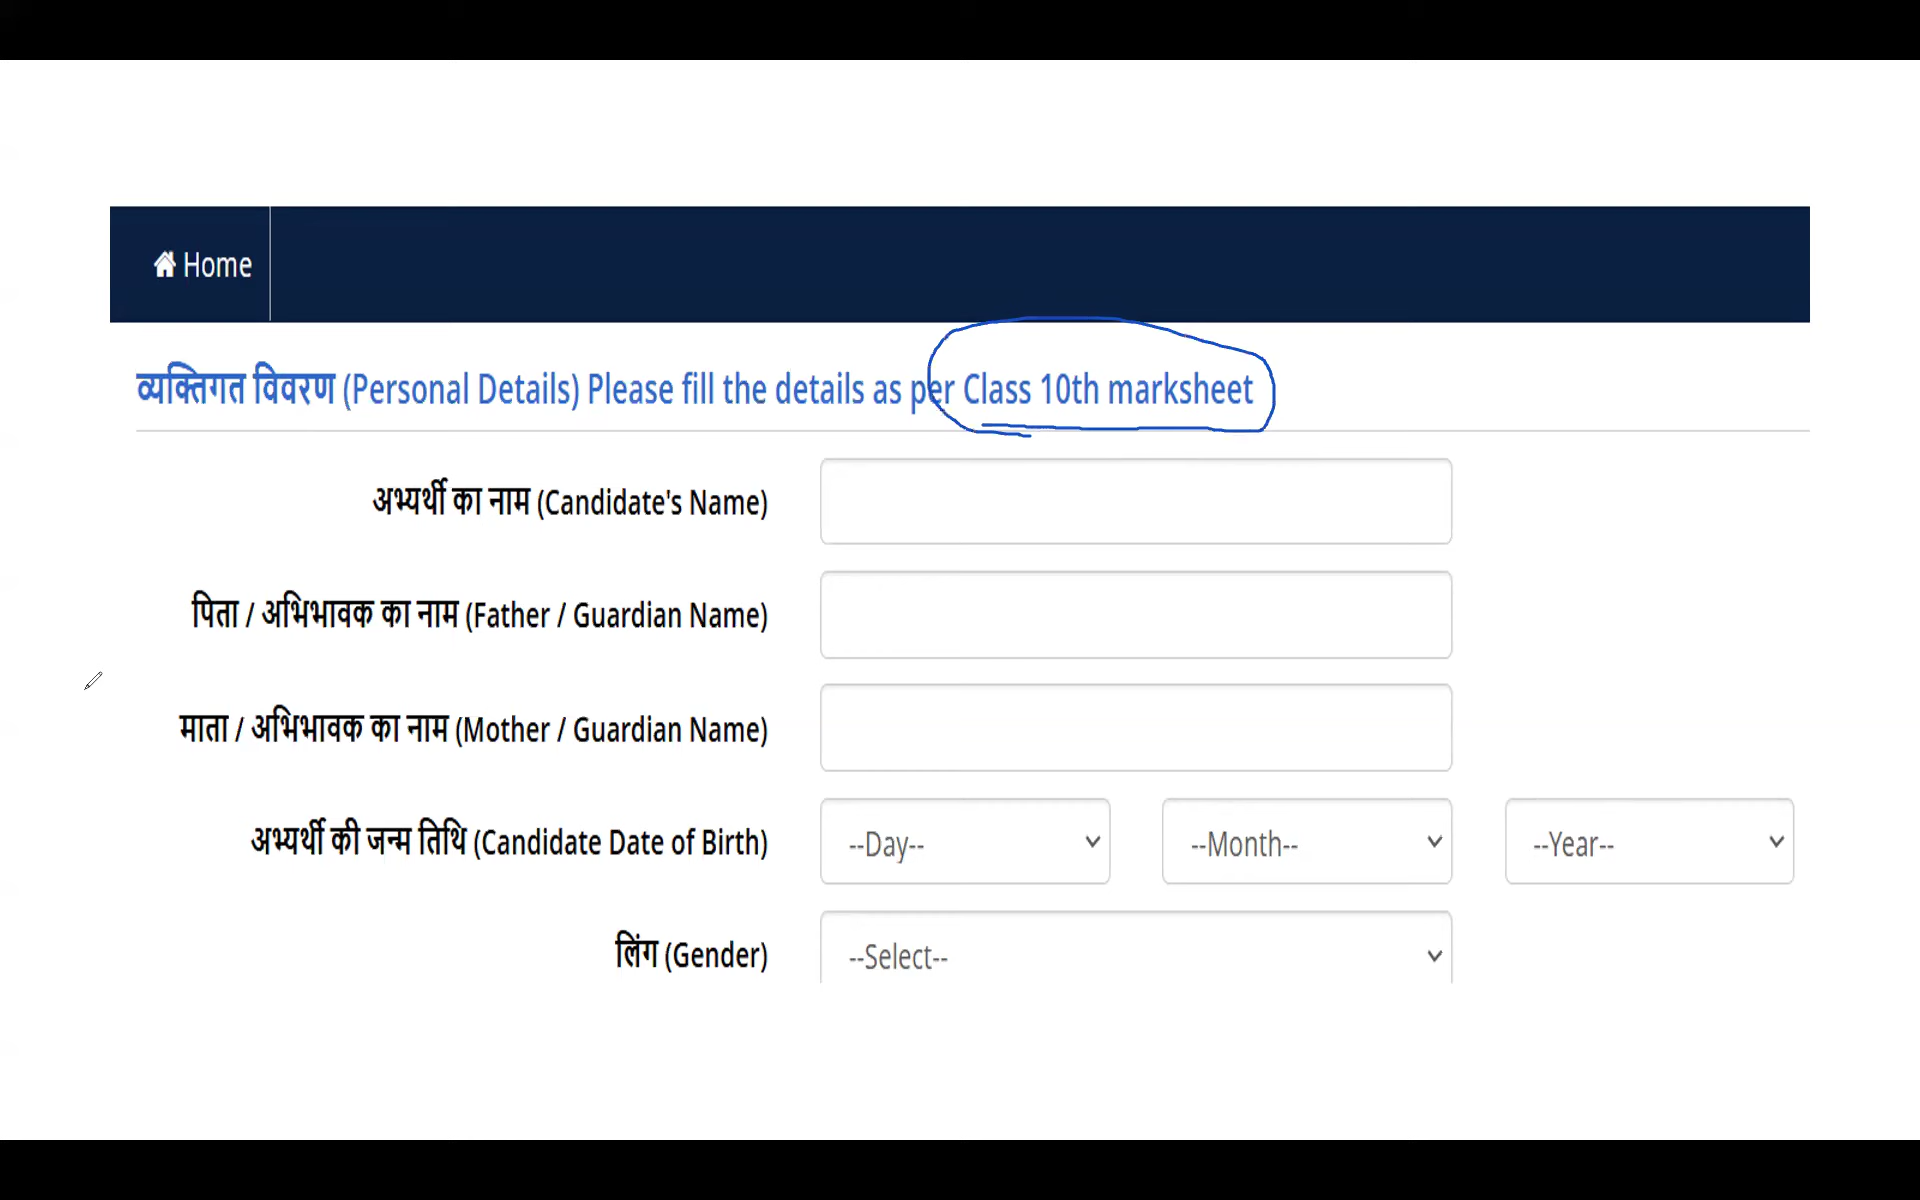 Home
व्यक्तिगत विवरण (Personal Details) Please fill the details as per Class 10th marksheet
अभ्यर्थी का नाम (Candidate's Name)
पिता / अभिभावक का नाम (Father / Guardian Name)
माता / अभिभावक का नाम (Mother / Guardian Name)
अभ्यर्थी की जन्म तिथि (Candidate Date of Birth) --Day-- --Month-- --Year--
लिंग (Gender) --Select--